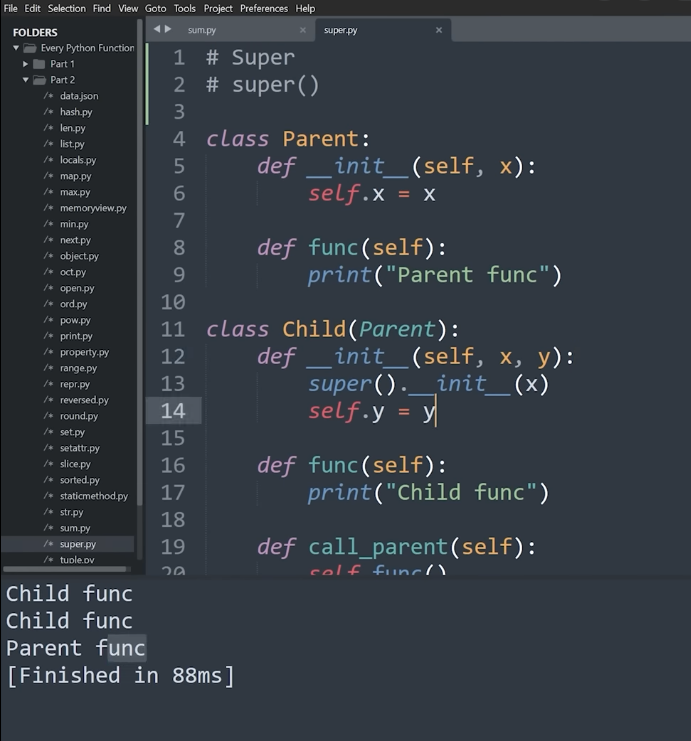 File Edit Selection Find View Goto Tools Project Preferences Help
FOLDERS
Every Python Function
Part 1
Part 2
/* data.json
/* hash.py
/* len.py
/* list.py
/* locals.py
/* map.py
/* max.py
/* memoryview.py
/* min.py
/* next.py
/* object.py
/* oct.py
/* open.py
/* ord.py
/* pow.py
/* print.py
/* property.py
/* range.py
/* repr.py
/* reversed.py
/* round.py
/* set.py
/* setattr.py
/* slice.py
/* sorted.py
/* staticmethod.py
/* str.py
/* sum.py
/* super.py
/* tuple.py
sum.py × super.py ×
1 # Super
2 # super()
3
4 class Parent:
5     def __init__(self, x):
6         self.x = x
7
8     def func(self):
9         print("Parent func")
10
11 class Child(Parent):
12     def __init__(self, x, y):
13         super().__init__(x)
14         self.y = y
15
16     def func(self):
17         print("Child func")
18
19     def call_parent(self):
20         self.func()
Child func
Child func
Parent func
[Finished in 88ms]